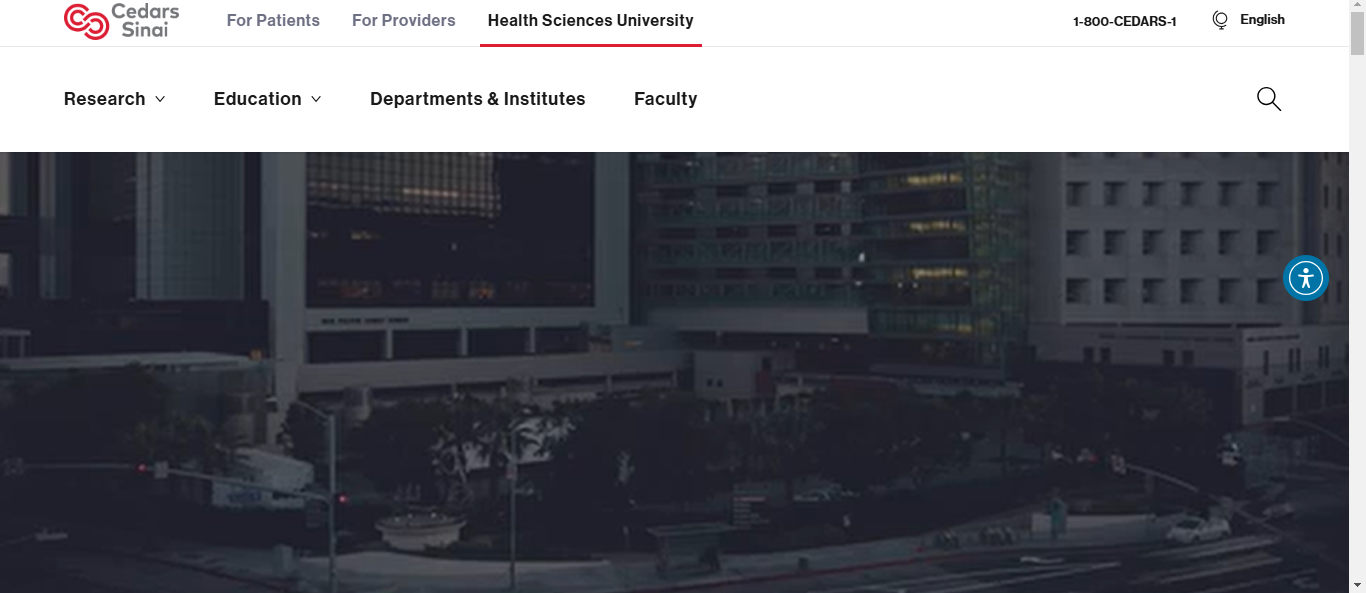 Cedars
Sinai
For Patients
For Providers
Health Sciences University
1-800-CEDARS-1
English
Research
Education
Departments & Institutes
Faculty